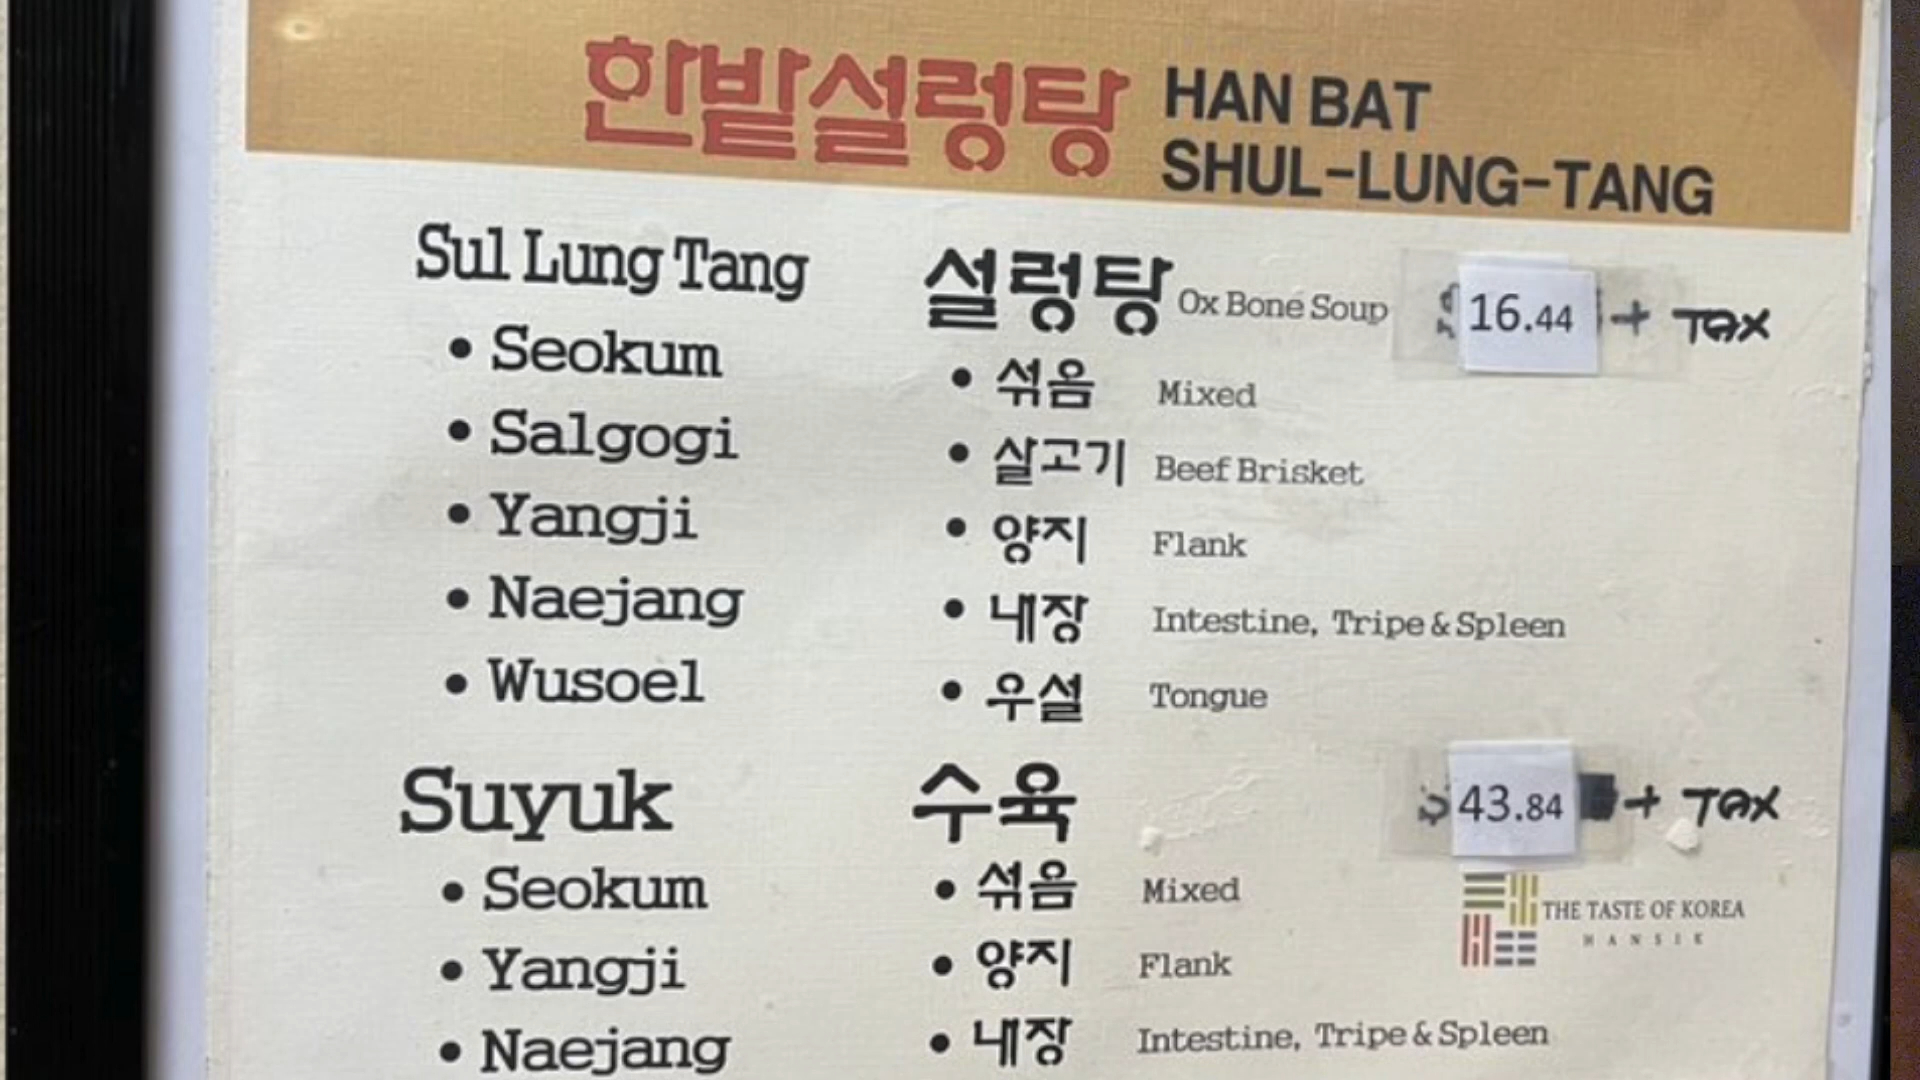 한밭설렁탕 HAN BAT
SHUL-LUNG-TANG
Sul Lung Tang 설렁탕 Ox Bone Soup $16.44 + TAX
• Seokum • 섞음 Mixed
• Salgogi • 살고기 Beef Brisket
• Yangji • 양지 Flank
• Naejang • 내장 Intestine, Tripe & Spleen
• Wusoel • 우설 Tongue
Suyuk 수육 $43.84 + TAX
• Seokum • 섞음 Mixed
THE TASTE OF KOREA
HANSIK
• Yangji • 양지 Flank
• Naejang • 내장 Intestine, Tripe & Spleen